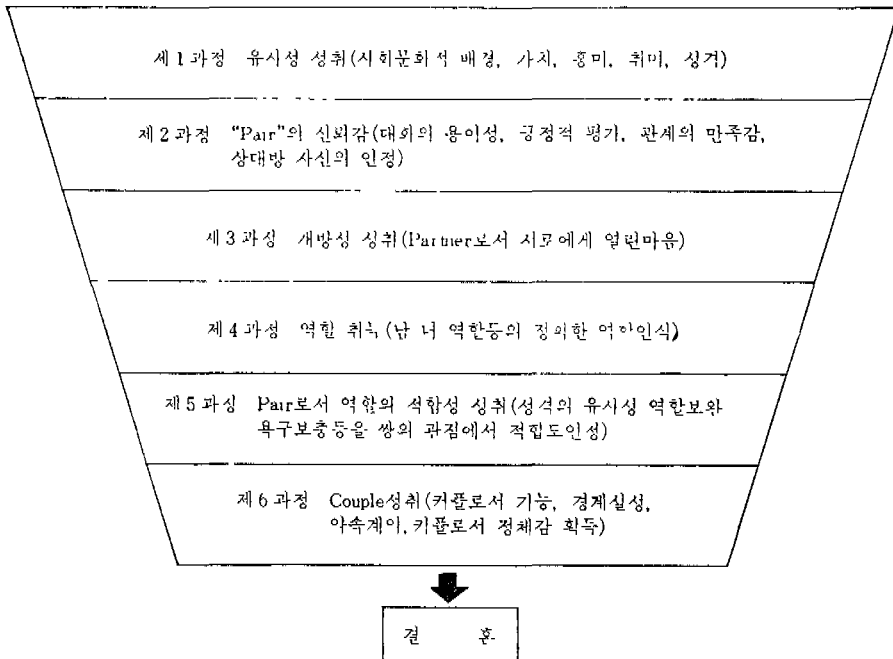 제 1 과정 유사성 성취(사회문화적 배경, 가치, 흥미, 취미, 성격)
제 2 과정 “Pair”의 신뢰감(대화의 용이성, 긍정적 평가, 관계의 만족감,
상대방 자신의 인정)
제 3 과정 개방성 성취(Partner로서 서로에게 열린마음)
제 4 과정 역할 취득(남 녀 역할등의 정의한 역할인식)
제 5 과정 Pair로서 역할의 적합성 성취(성격의 유사성 역할보완
욕구보충등을 쌍의 관점에서 적합도인정)
제 6 과정 Couple성취(커플로서 기능, 경계설정,
약속계이, 커플로서 정체감 획득)
결 혼